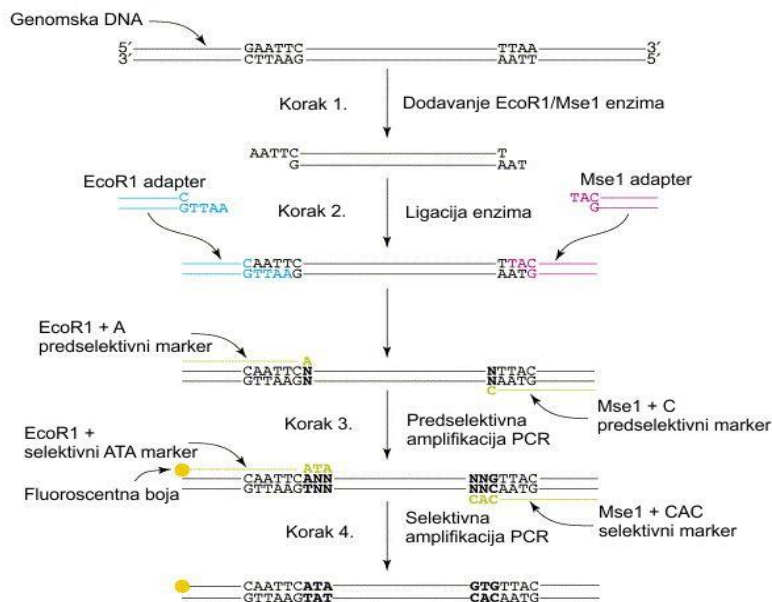 Genomska DNA
5′ GAATTC TTAA 3′
3′ CTTAAG AATT 5′
Korak 1. Dodavanje EcoR1/Mse1 enzima
AATTC T
G AAT
EcoR1 adapter
C
GTTAA
Mse1 adapter
TAC
G
Korak 2. Ligacija enzima
CAATTC TTAC
GTTAAG AATG
EcoR1 + A
predselektivni marker
A
CAATTCN NTTAC
GTTAAGN NAATG
C
Mse1 + C
predselektivni marker
Korak 3. Predselektivna
amplifikacija PCR
EcoR1 +
selektivni ATA marker
Fluoroscentna boja
ATA
CAATTCANN NNGTTAC
GTTAAGTNN NNCAATG
CAC
Mse1 + CAC
selektivni marker
Korak 4. Selektivna
amplifikacija PCR
CAATTCATA GTGTTAC
GTTAAGTAT CACAATG